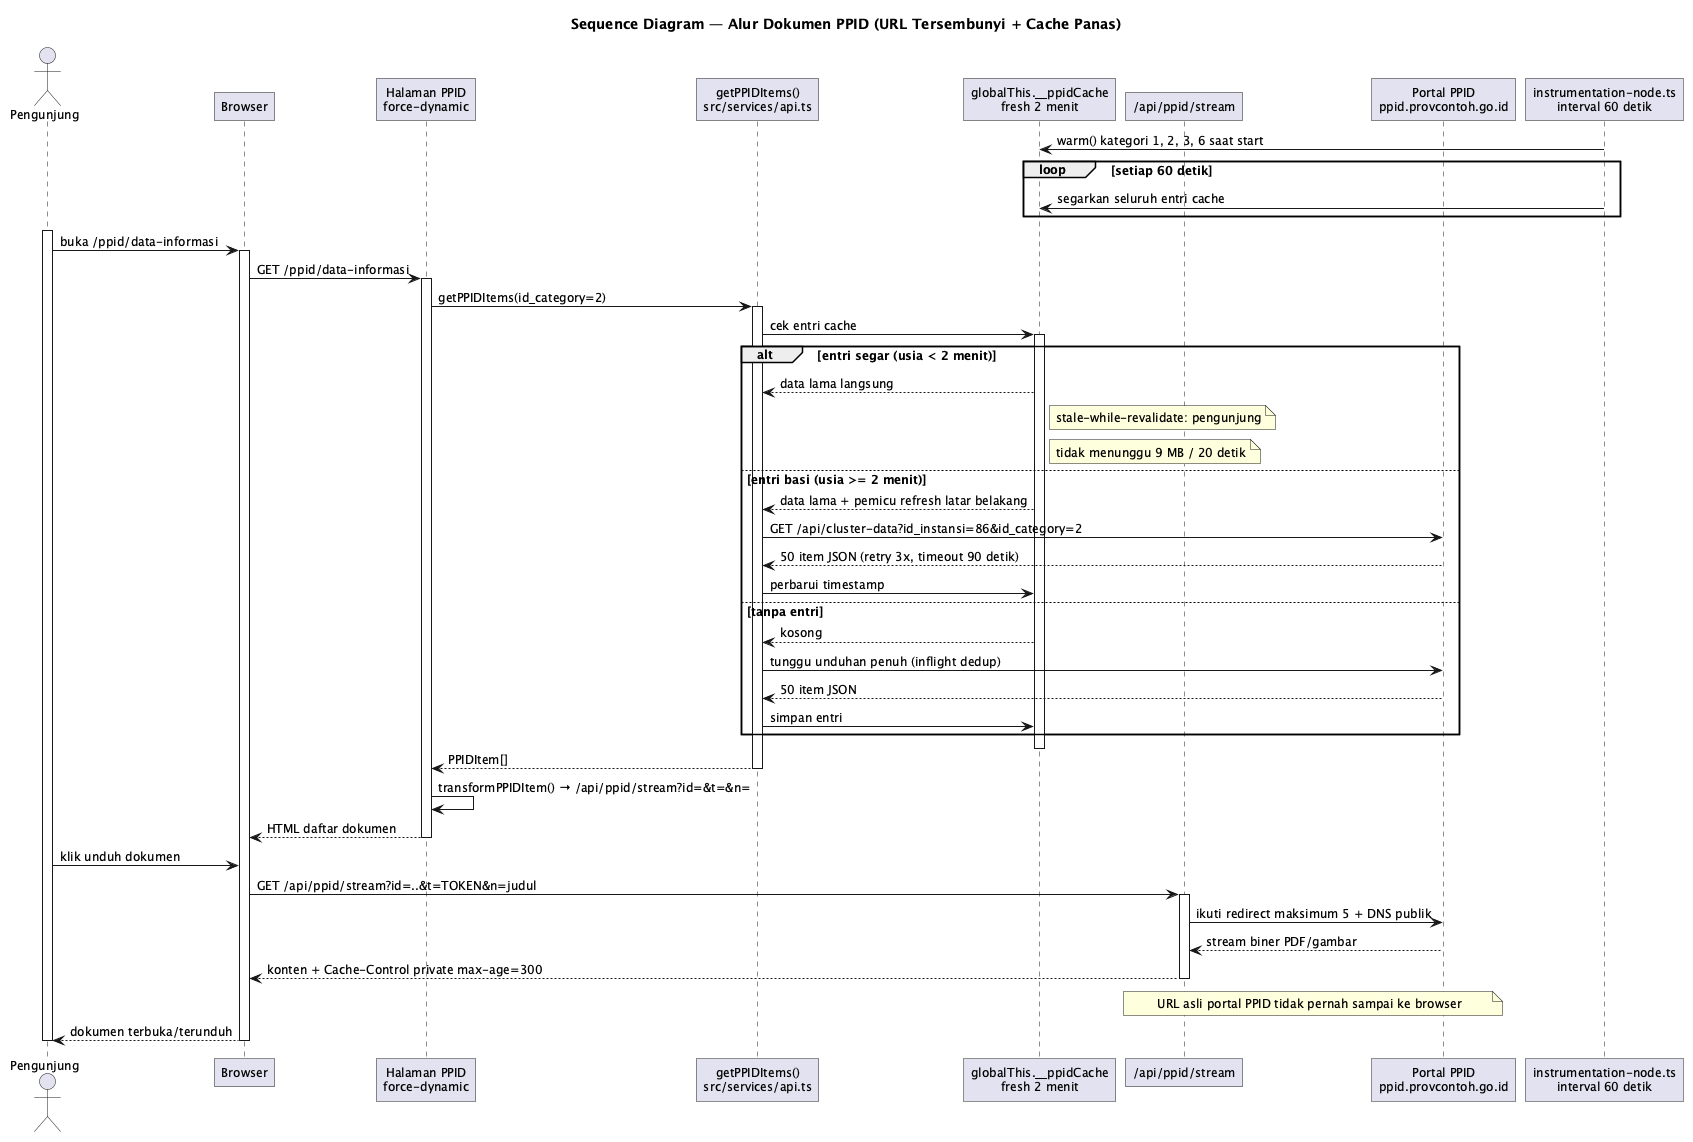 Sequence Diagram — Alur Dokumen PPID (URL Tersembunyi + Cache Panas)
Pengunjung
Browser
Halaman PPID
force-dynamic
getPPIDItems()
src/services/api.ts
globalThis.__ppidCache
fresh 2 menit
/api/ppid/stream
Portal PPID
ppid.provcontoh.go.id
instrumentation-node.ts
interval 60 detik
warm() kategori 1, 2, 3, 6 saat start
loop
[setiap 60 detik]
segarkan seluruh entri cache
buka /ppid/data-informasi
GET /ppid/data-informasi
getPPIDItems(id_category=2)
cek entri cache
alt
[entri segar (usia < 2 menit)]
data lama langsung
stale-while-revalidate: pengunjung
tidak menunggu 9 MB / 20 detik
[entri basi (usia >= 2 menit)]
data lama + pemicu refresh latar belakang
GET /api/cluster-data?id_instansi=86&id_category=2
50 item JSON (retry 3x, timeout 90 detik)
perbarui timestamp
[tanpa entri]
kosong
tunggu unduhan penuh (inflight dedup)
50 item JSON
simpan entri
PPIDItem[]
transformPPIDItem() → /api/ppid/stream?id=&t=&n=
HTML daftar dokumen
klik unduh dokumen
GET /api/ppid/stream?id=..&t=TOKEN&n=judul
ikuti redirect maksimum 5 + DNS publik
stream biner PDF/gambar
konten + Cache-Control private max-age=300
URL asli portal PPID tidak pernah sampai ke browser
dokumen terbuka/terunduh
Pengunjung
Browser
Halaman PPID
force-dynamic
getPPIDItems()
src/services/api.ts
globalThis.__ppidCache
fresh 2 menit
/api/ppid/stream
Portal PPID
ppid.provcontoh.go.id
instrumentation-node.ts
interval 60 detik